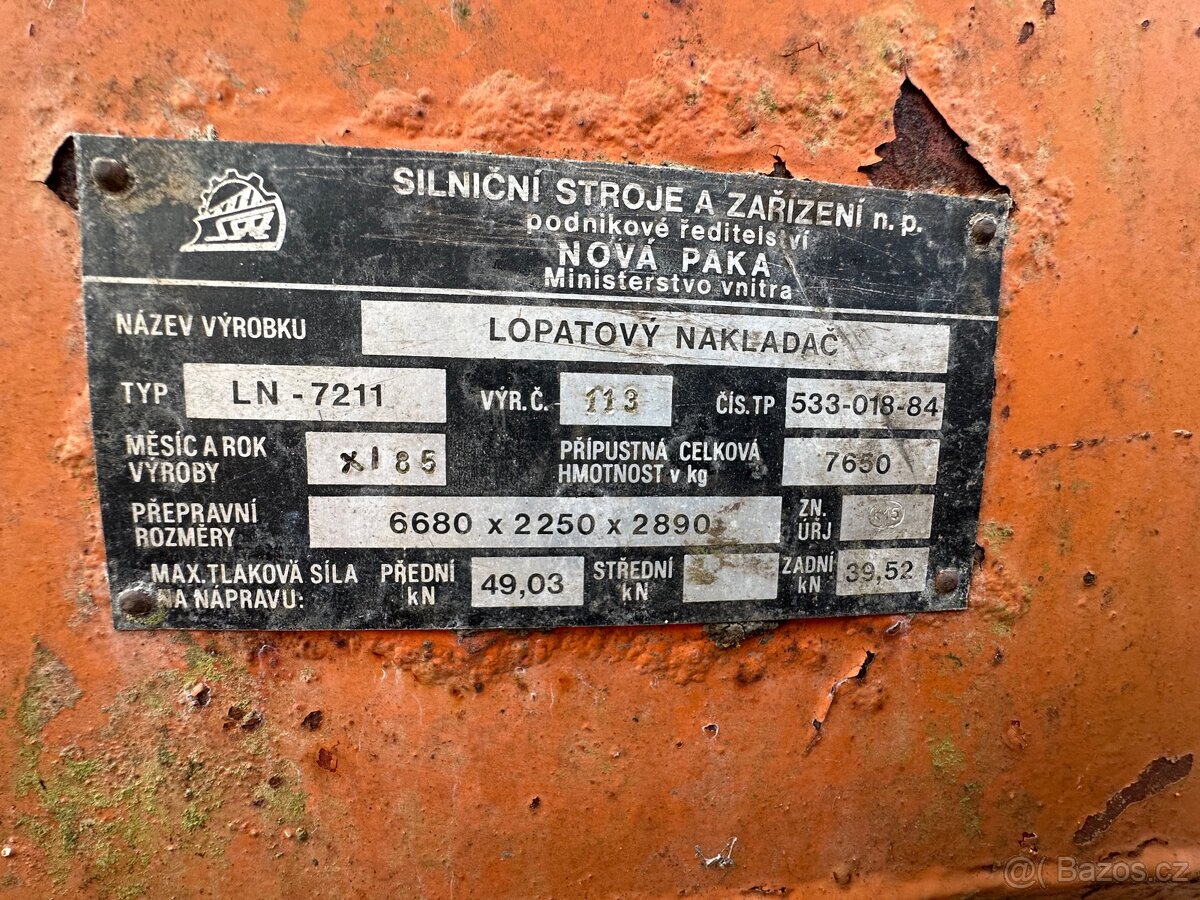 SILNIČNÍ STROJE A ZAŘÍZENÍ n. p.
podnikové ředitelství
NOVÁ PAKA
Ministerstvo vnitra
NÁZEV VÝROBKU LOPATOVÝ NAKLADAČ
TYP LN - 7211 VÝR. Č. 113 ČÍS. TP 533-018-84
MĚSÍC A ROK VÝROBY XI 85 PŘÍPUSTNÁ CELKOVÁ HMOTNOST v kg 7650
PŘEPRAVNÍ ROZMĚRY 6680 x 2250 x 2890 ZN. ÚŘJ
MAX. TLAKOVÁ SÍLA NA NÁPRAVU: PŘEDNÍ kN 49,03 STŘEDNÍ kN ZADNÍ kN 39,52
Bazos.cz